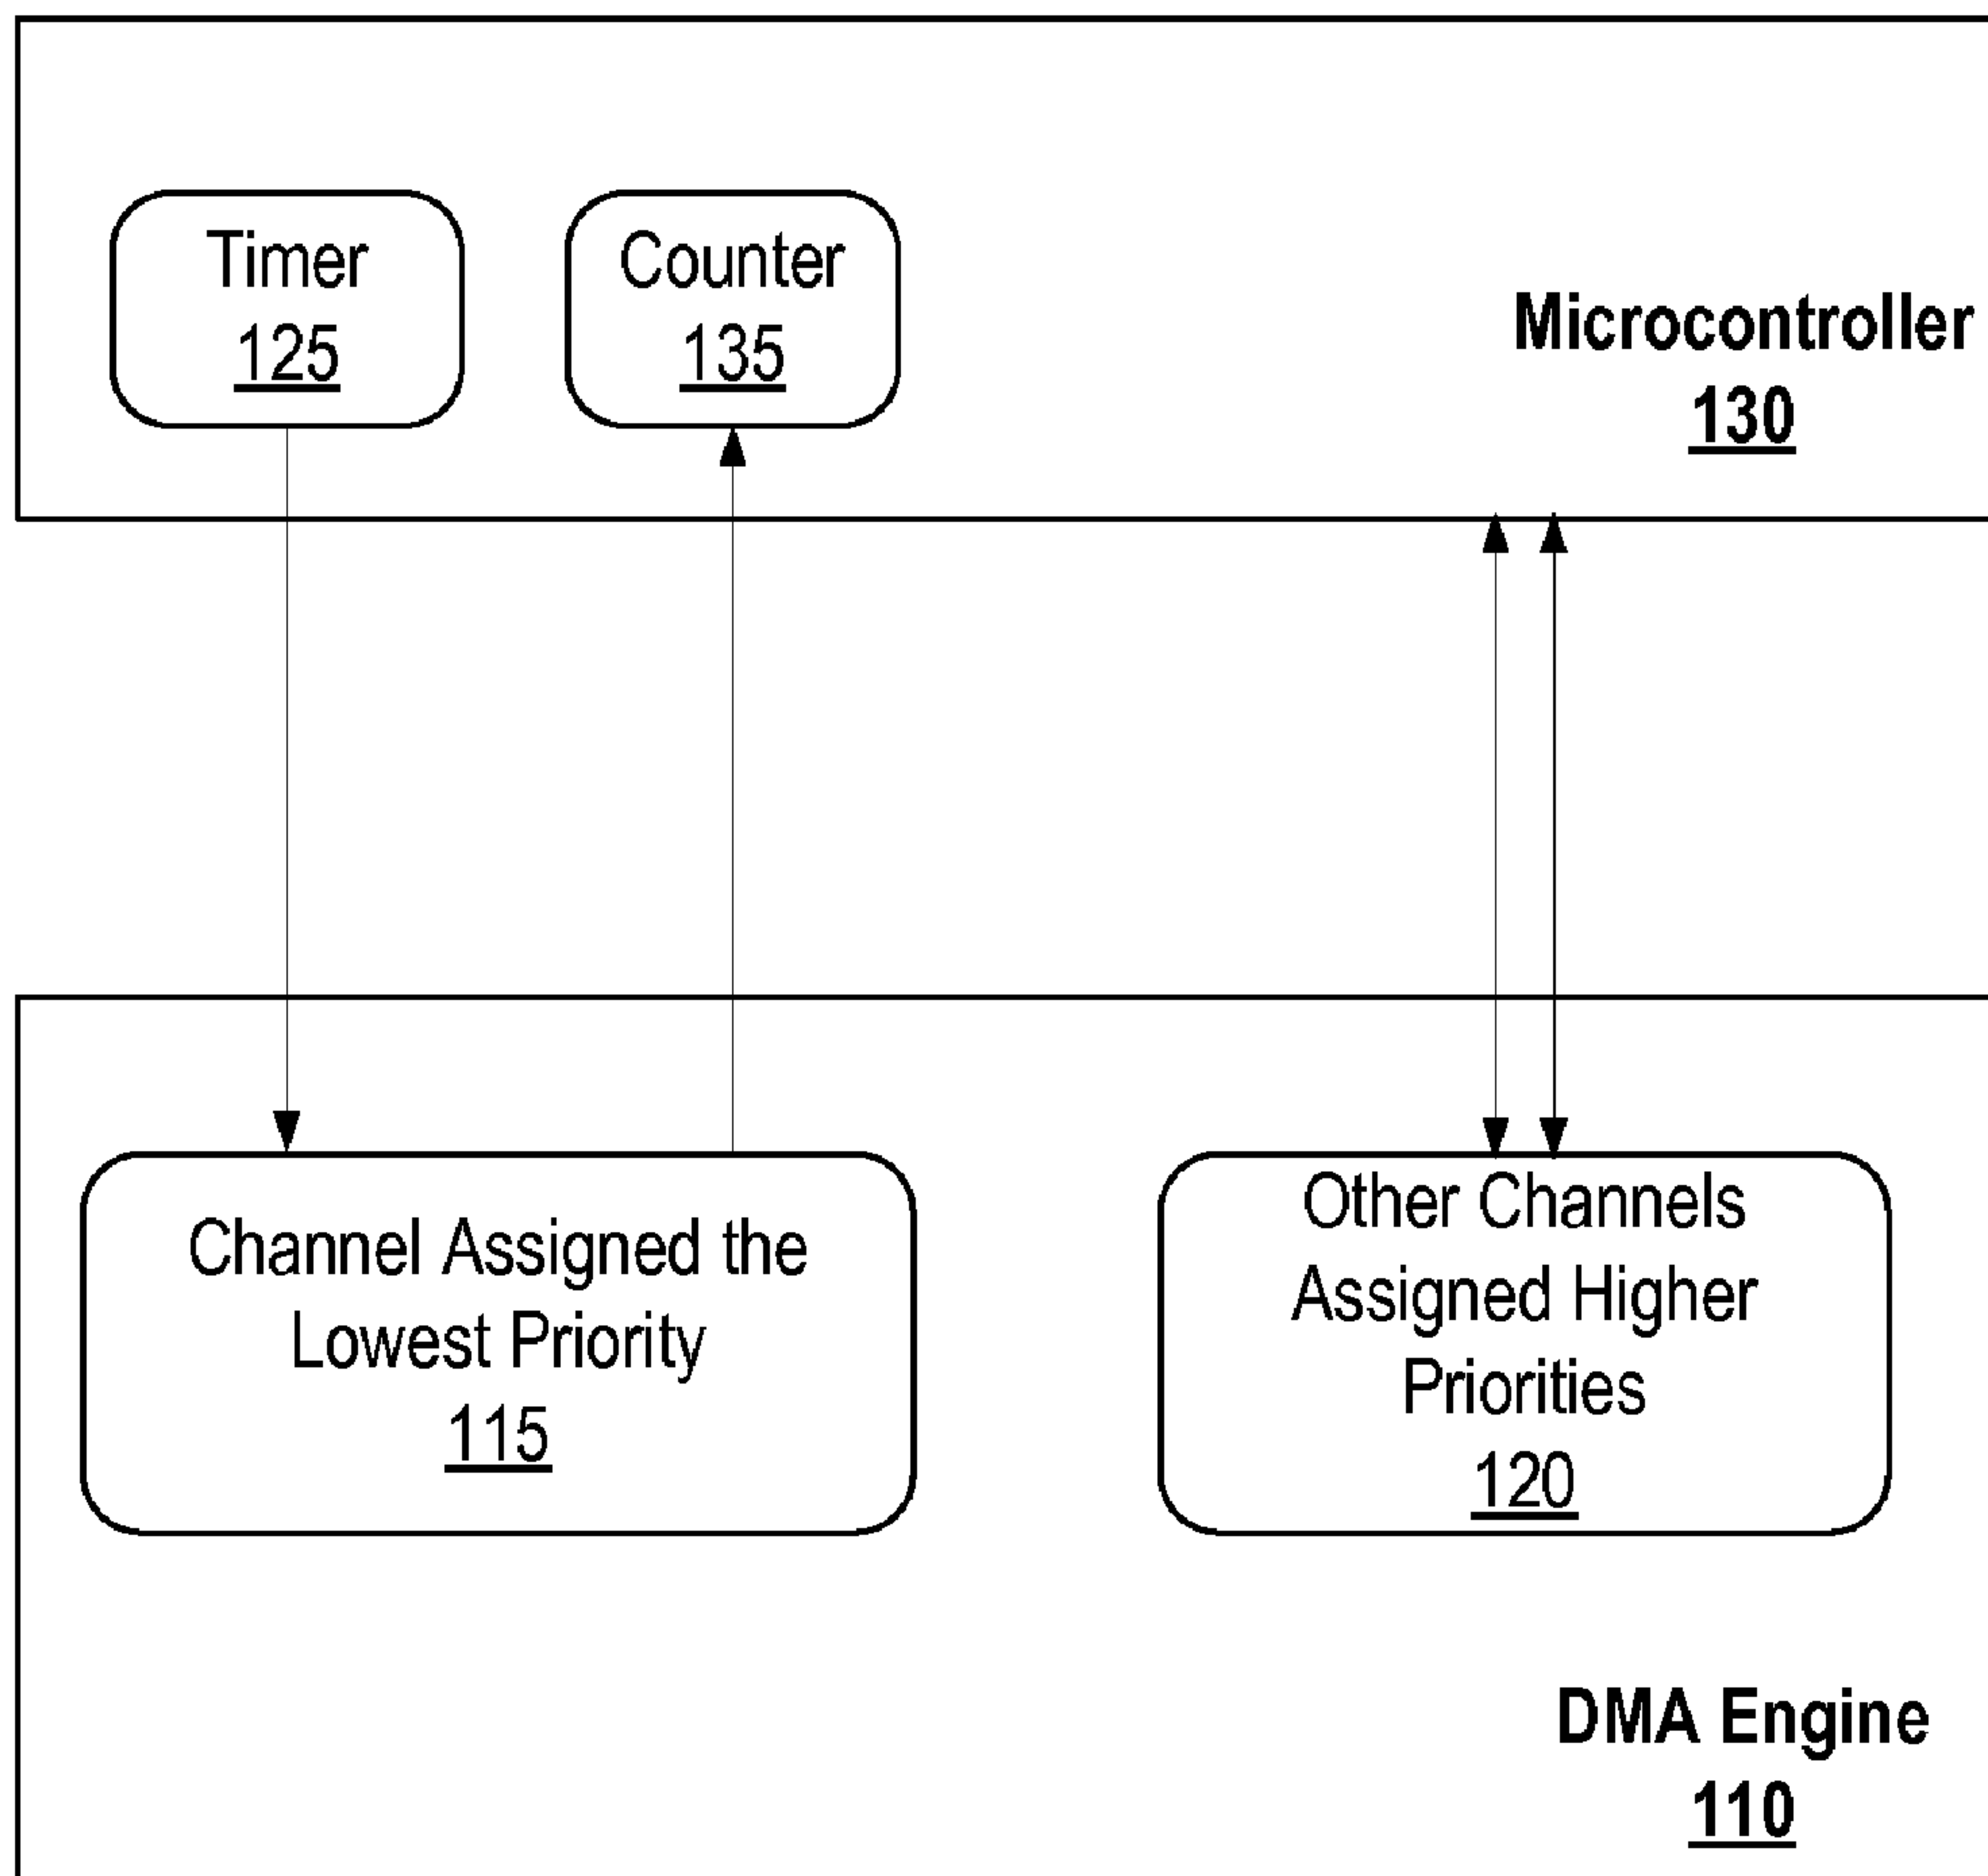 Timer
125
Counter
135
Microcontroller
130
Channel Assigned the
Lowest Priority
115
Other Channels
Assigned Higher
Priorities
120
DMA Engine
110